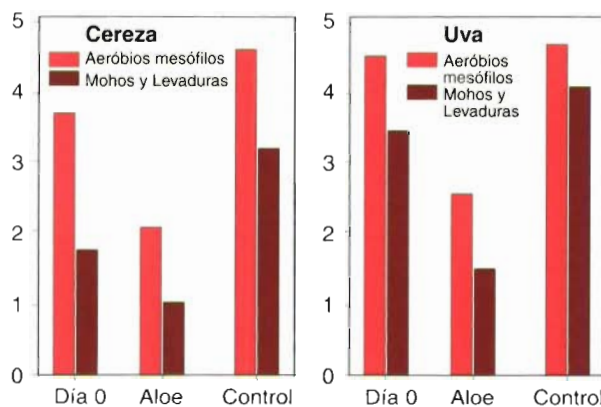 Cereza
Aeróbios mesófilos
Mohos y Levaduras
5
4
3
2
1
0
Día 0
Aloe
Control
Uva
Aeróbios
mesófilos
Mohos y
Levaduras
5
4
3
2
1
0
Día 0
Aloe
Control